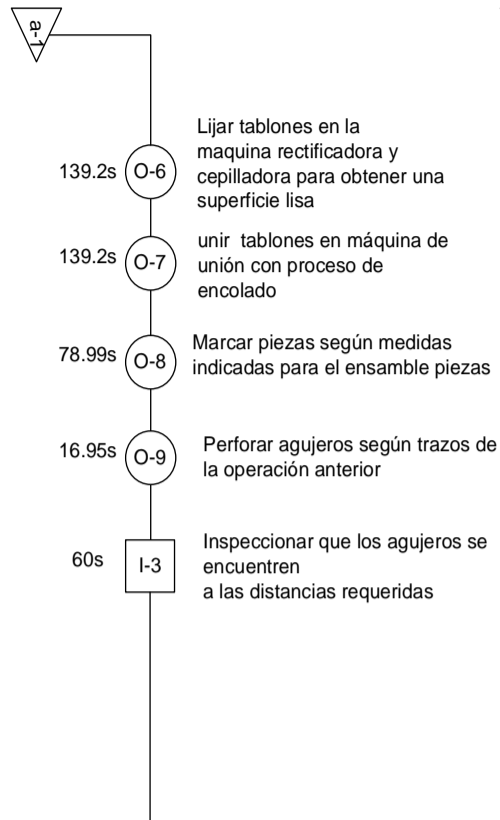 a-1
139.2s
O-6
Lijar tablones en la
maquina rectificadora y
cepilladora para obtener una
superficie lisa
139.2s
O-7
unir tablones en máquina de
unión con proceso de
encolado
78.99s
O-8
Marcar piezas según medidas
indicadas para el ensamble piezas
16.95s
O-9
Perforar agujeros según trazos de
la operación anterior
60s
I-3
Inspeccionar que los agujeros se
encuentren
a las distancias requeridas